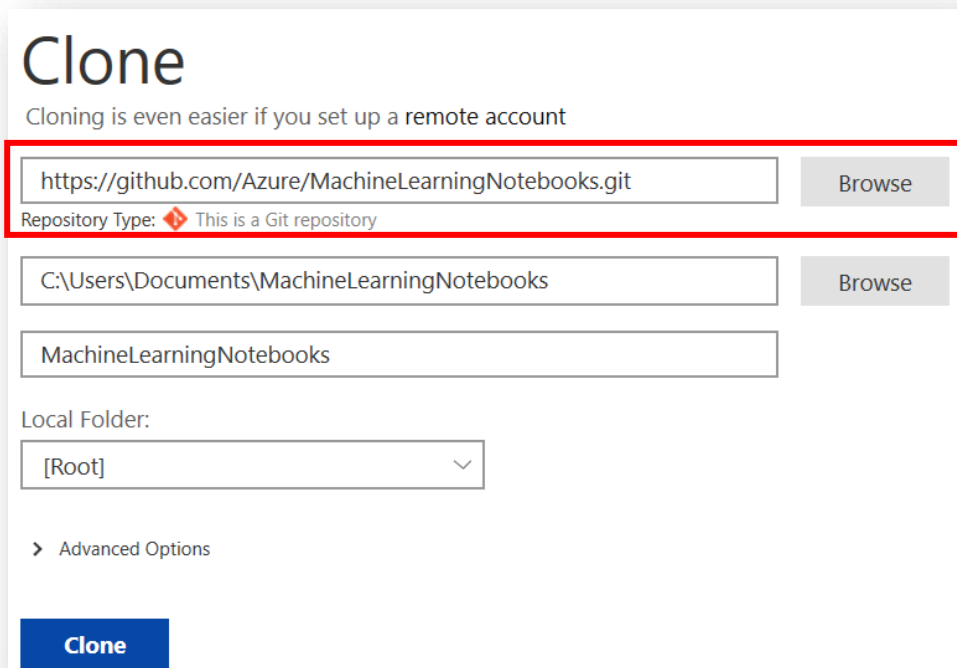 Clone
Cloning is even easier if you set up a remote account
https://github.com/Azure/MachineLearningNotebooks.git
Browse
Repository Type: This is a Git repository
C:\Users\Documents\MachineLearningNotebooks
Browse
MachineLearningNotebooks
Local Folder:
[Root]
Advanced Options
Clone